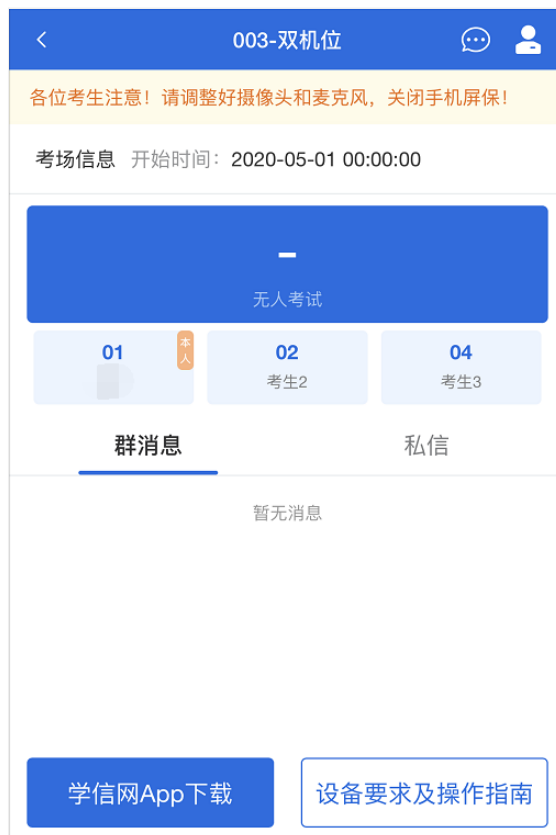 003-双机位
各位考生注意！请调整好摄像头和麦克风，关闭手机屏保！
考场信息 开始时间：2020-05-01 00:00:00
–
无人考试
01 本人 02 04
考生2 考生3
群消息 私信
暂无消息
学信网App下载 设备要求及操作指南